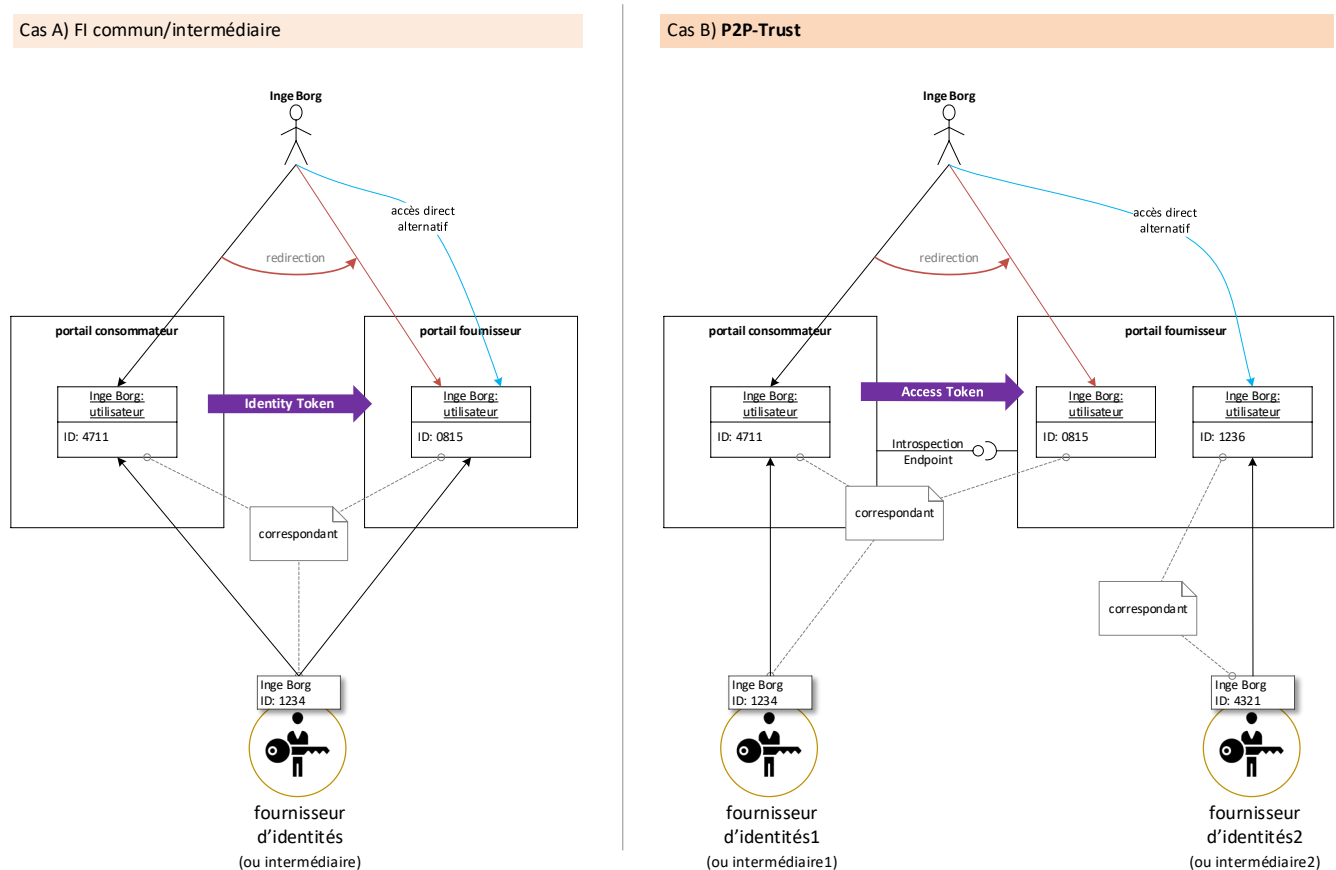 Cas A) FI commun/intermédiaire
Inge Borg
accès direct
alternatif
redirection
portail consommateur
portail fournisseur
Inge Borg:
utilisateur
ID: 4711
Identity Token
Inge Borg:
utilisateur
ID: 0815
correspondant
Inge Borg
ID: 1234
fournisseur
d’identités
(ou intermédiaire)
Cas B) P2P-Trust
Inge Borg
accès direct
alternatif
redirection
portail consommateur
portail fournisseur
Inge Borg:
utilisateur
ID: 4711
Access Token
Inge Borg:
utilisateur
ID: 0815
Inge Borg:
utilisateur
ID: 1236
Introspection
Endpoint
correspondant
correspondant
Inge Borg
ID: 1234
fournisseur
d’identités1
(ou intermédiaire1)
Inge Borg
ID: 4321
fournisseur
d’identités2
(ou intermédiaire2)